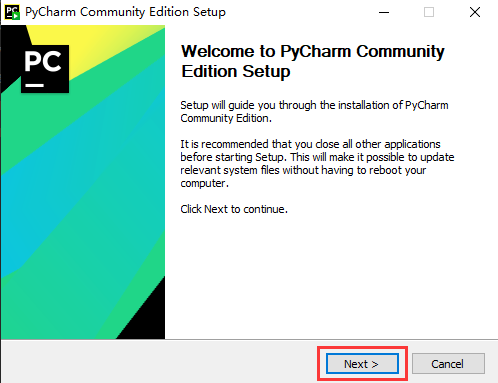 PyCharm Community Edition Setup
PC
Welcome to PyCharm Community
Edition Setup
Setup will guide you through the installation of PyCharm
Community Edition.
It is recommended that you close all other applications
before starting Setup. This will make it possible to update
relevant system files without having to reboot your
computer.
Click Next to continue.
Next >
Cancel